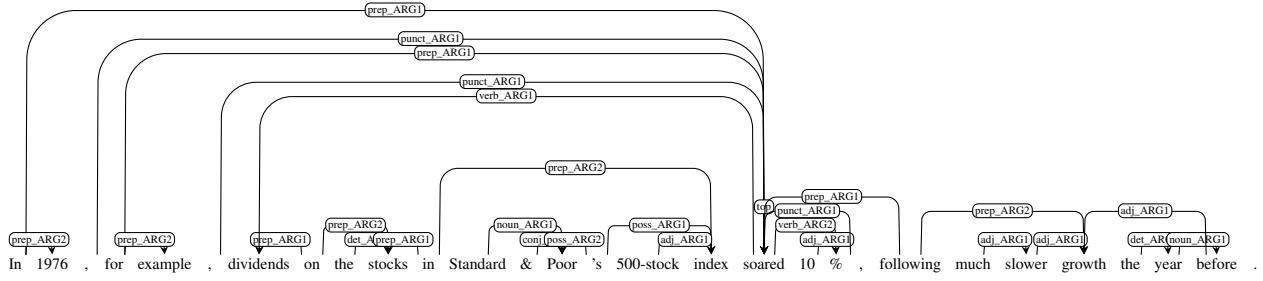 prep_ARG1
punct_ARG1
prep_ARG1
punct_ARG1
verb_ARG1
prep_ARG2
prep_ARG1
top punct_ARG1 prep_ARG2 adj_ARG1
prep_ARG2 noun_ARG1 poss_ARG1 verb_ARG2
prep_ARG2 prep_ARG2 prep_ARG1 prep_ARG1 poss_ARG2 adj_ARG1 adj_ARG1 adj_ARG1 adj_ARG1 noun_ARG1
In 1976 , for example , dividends on the stocks in Standard & Poor 's 500-stock index soared 10 % , following much slower growth the year before .